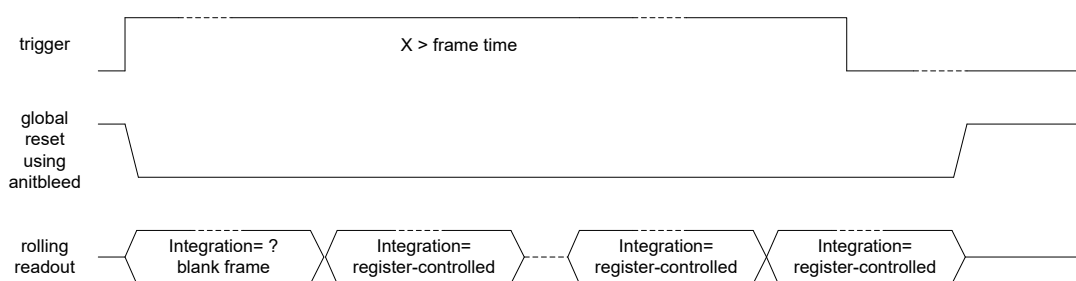 trigger
X > frame time
global
reset
using
anitbleed
rolling
readout
Integration= ?
blank frame
Integration=
register-controlled
Integration=
register-controlled
Integration=
register-controlled